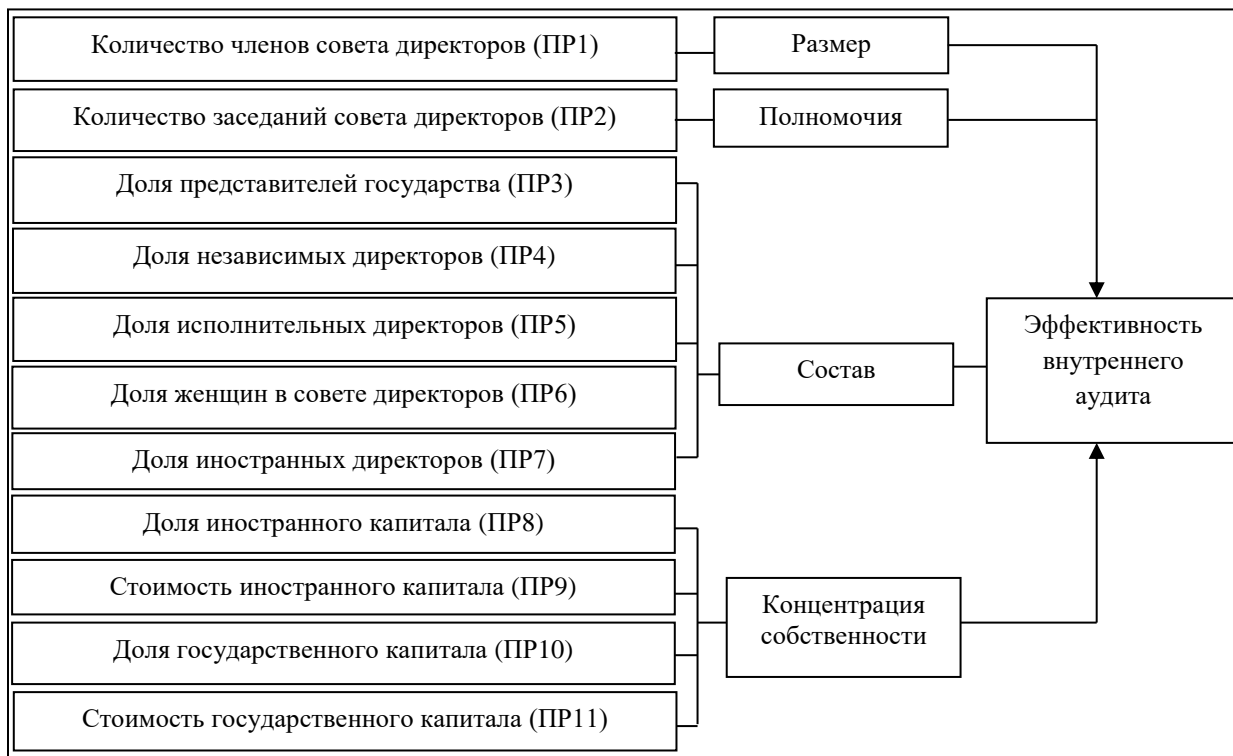 Количество членов совета директоров (ПР1)
Размер
Количество заседаний совета директоров (ПР2)
Полномочия
Доля представителей государства (ПР3)
Доля независимых директоров (ПР4)
Доля исполнительных директоров (ПР5)
Доля женщин в совете директоров (ПР6)
Доля иностранных директоров (ПР7)
Состав
Эффективность
внутреннего
аудита
Доля иностранного капитала (ПР8)
Стоимость иностранного капитала (ПР9)
Доля государственного капитала (ПР10)
Стоимость государственного капитала (ПР11)
Концентрация
собственности